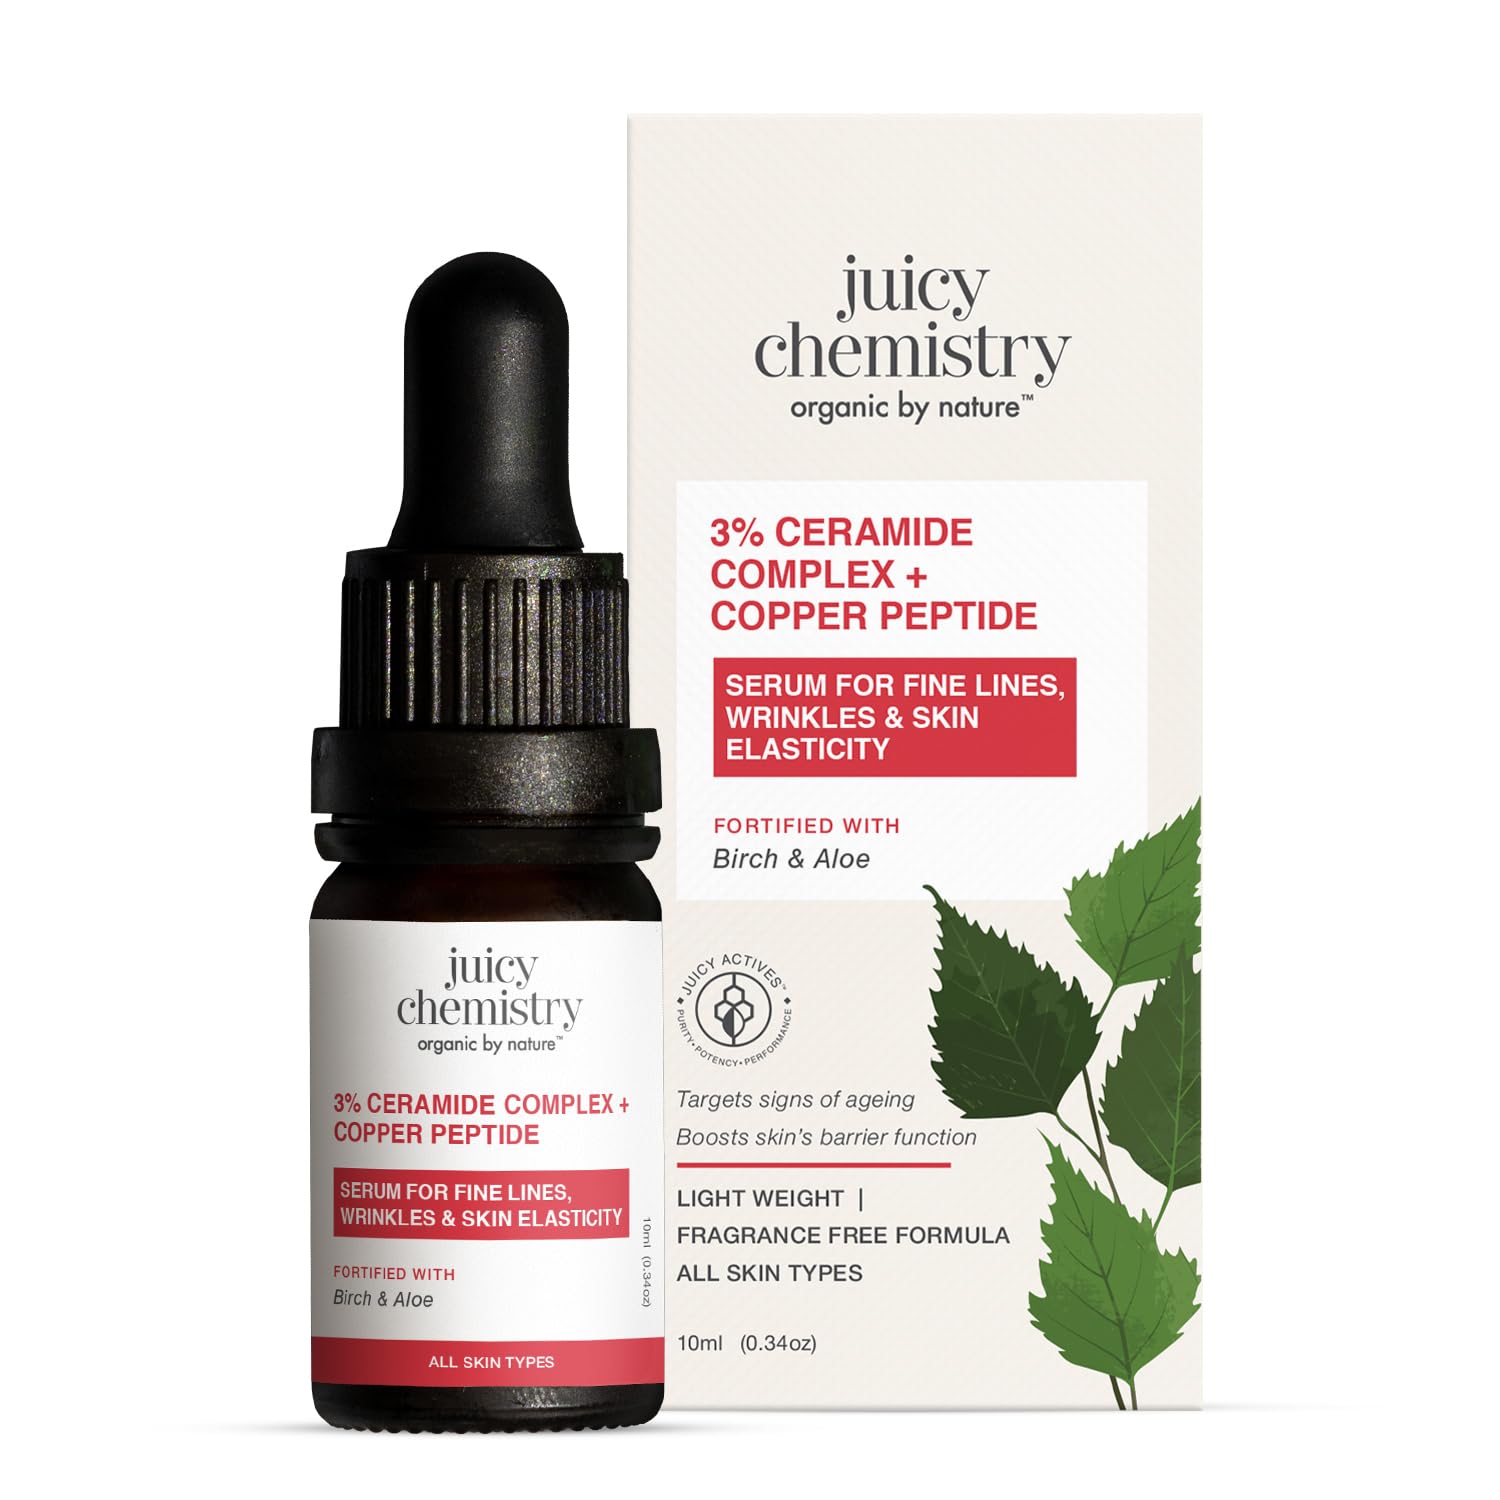 juicy
chemistry
organic by nature™
3% CERAMIDE
COMPLEX +
COPPER PEPTIDE
SERUM FOR FINE LINES,
WRINKLES & SKIN
ELASTICITY
FORTIFIED WITH
Birch & Aloe
JUICY ACTIVES™
PURITY • POTENCY • PERFORMANCE
Targets signs of ageing
Boosts skin's barrier function
LIGHT WEIGHT |
FRAGRANCE FREE FORMULA
ALL SKIN TYPES
10ml (0.34oz)
juicy
chemistry
organic by nature™
3% CERAMIDE COMPLEX +
COPPER PEPTIDE
SERUM FOR FINE LINES,
WRINKLES & SKIN ELASTICITY
FORTIFIED WITH
Birch & Aloe
10ml (0.34oz)
ALL SKIN TYPES